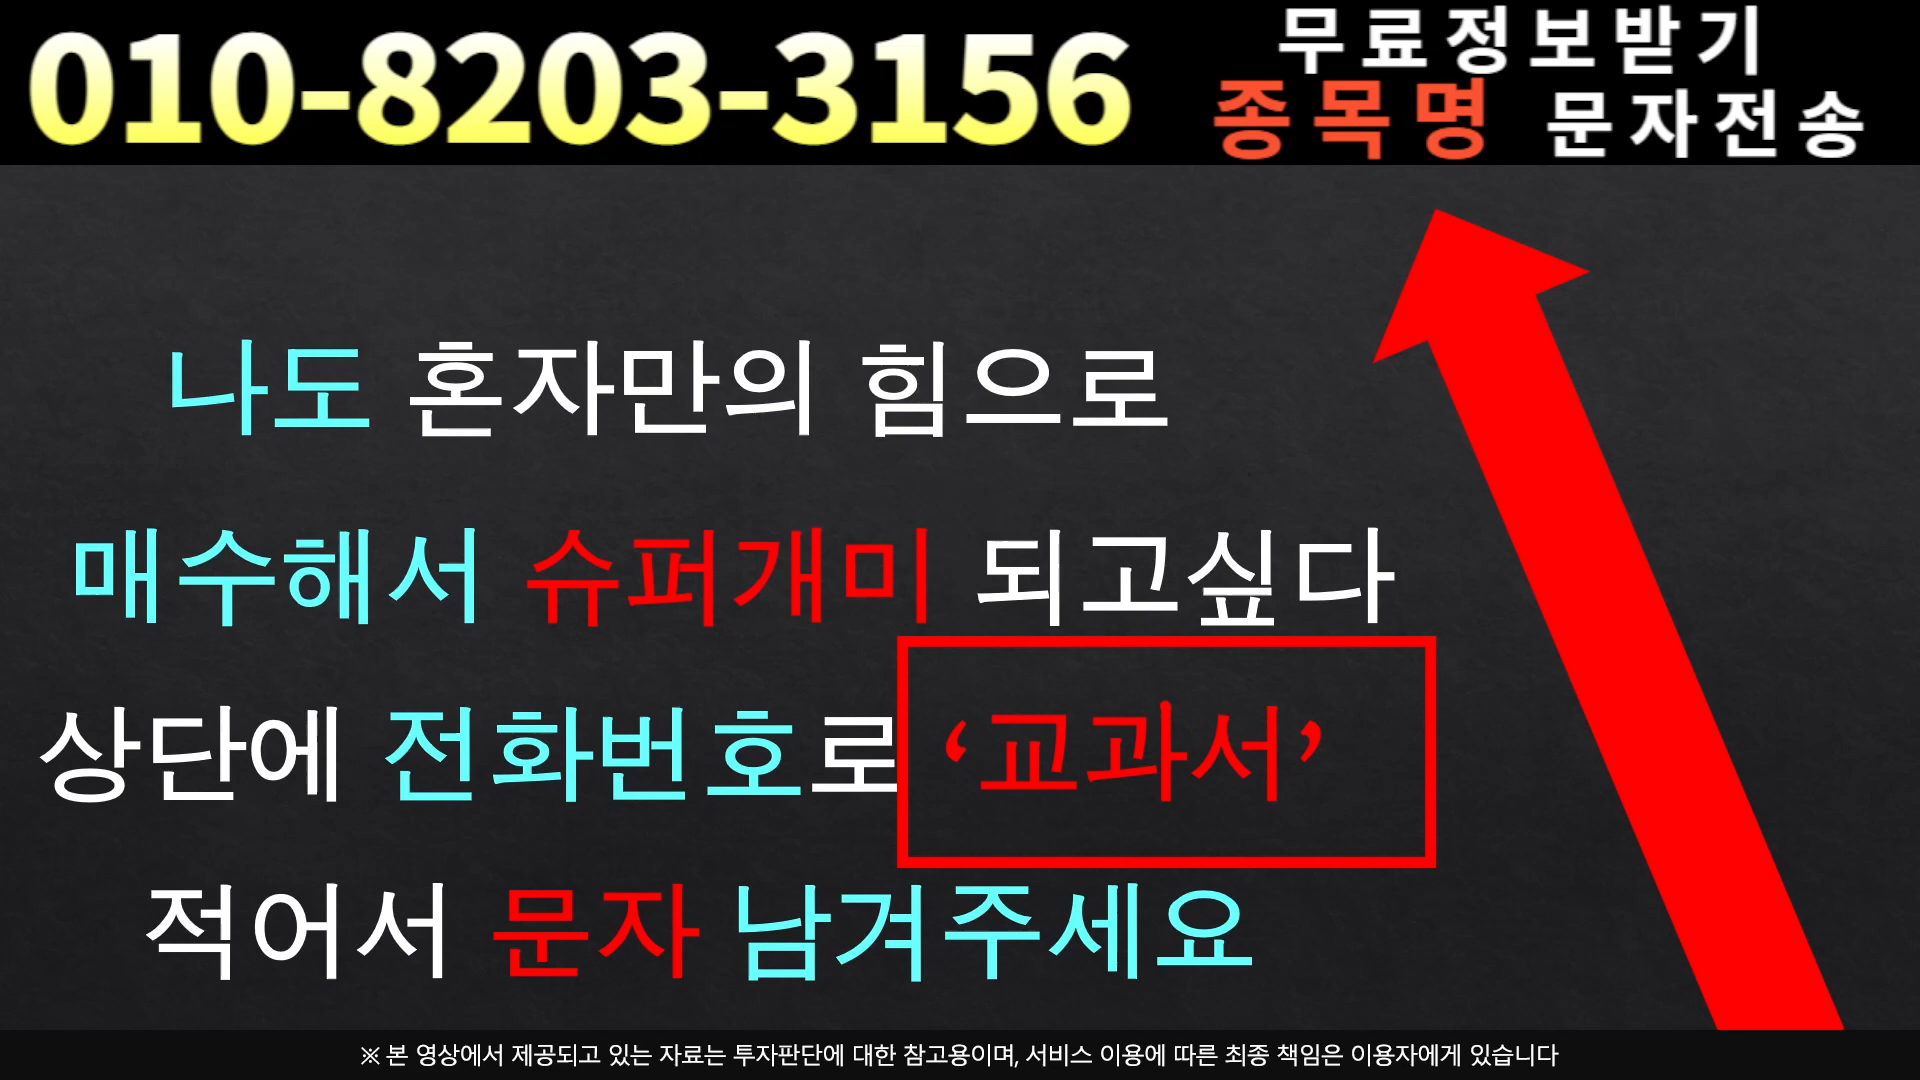 010-8203-3156
무료정보받기
종목명 문자전송
나도 혼자만의 힘으로
매수해서 슈퍼개미 되고싶다
상단에 전화번호로 ‘교과서’
적어서 문자 남겨주세요
※ 본 영상에서 제공되고 있는 자료는 투자판단에 대한 참고용이며, 서비스 이용에 따른 최종 책임은 이용자에게 있습니다